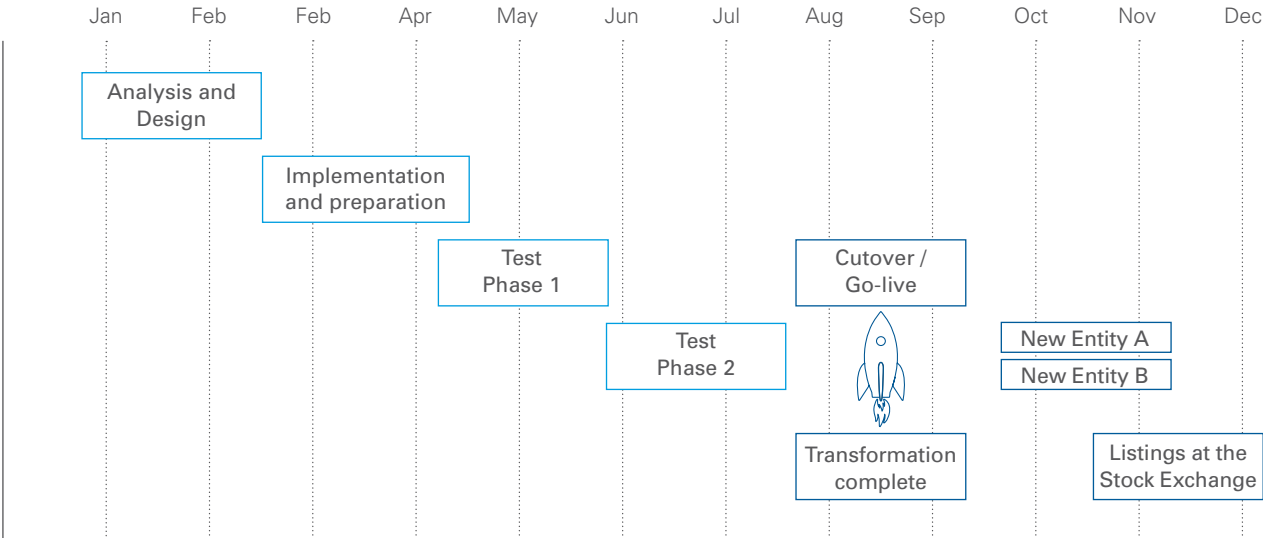 Jan Feb Feb Apr May Jun Jul Aug Sep Oct Nov Dec
Analysis and
Design
Implementation
and preparation
Test
Phase 1
Cutover /
Go-live
Test
Phase 2
New Entity A
New Entity B
Transformation
complete
Listings at the
Stock Exchange